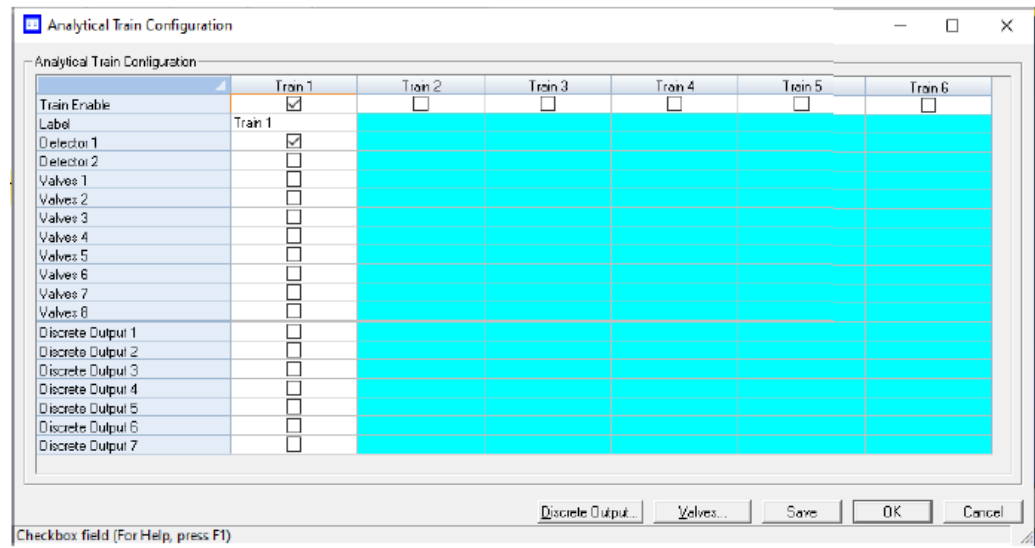 Analytical Train Configuration
Analytical Train Configuration
Train 1 Train 2 Train 3 Train 4 Train 5 Train 6
Train Enable
Label Train 1
Detector 1
Detector 2
Valves 1
Valves 2
Valves 3
Valves 4
Valves 5
Valves 6
Valves 7
Valves 8
Discrete Output 1
Discrete Output 2
Discrete Output 3
Discrete Output 4
Discrete Output 5
Discrete Output 6
Discrete Output 7
Discrete Output... Valves... Save OK Cancel
Checkbox field (For Help, press F1)